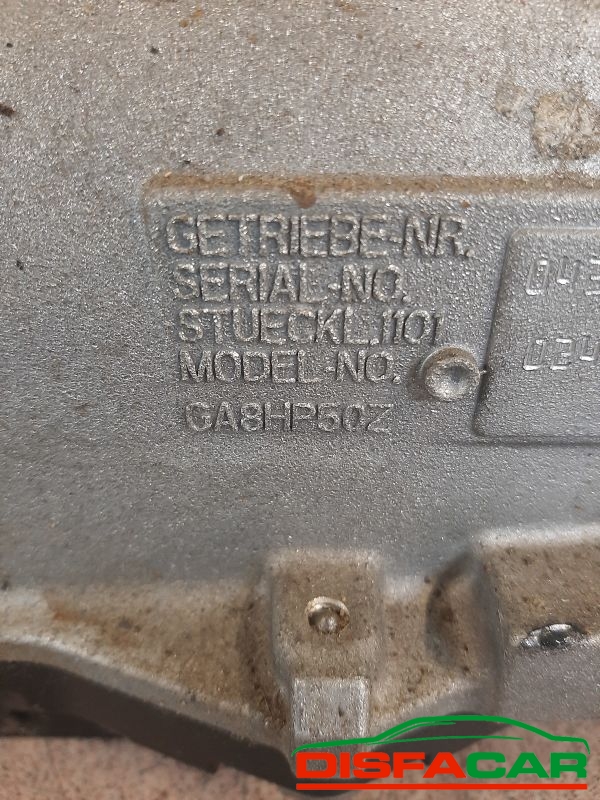 GETRIEBE-NR.
SERIAL-NO.
STUECKL.1101
MODEL-NO.
GA8HP50Z
DISFACAR